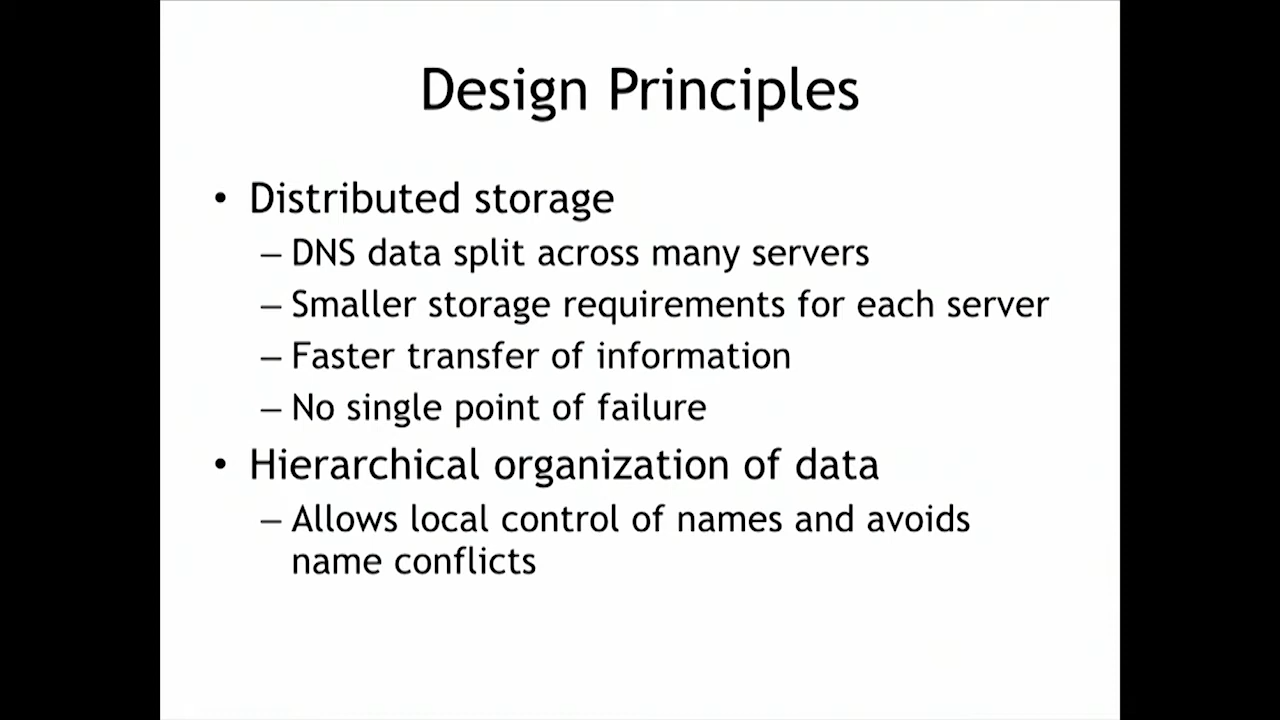 Design Principles
• Distributed storage
– DNS data split across many servers
– Smaller storage requirements for each server
– Faster transfer of information
– No single point of failure
• Hierarchical organization of data
– Allows local control of names and avoids
name conflicts